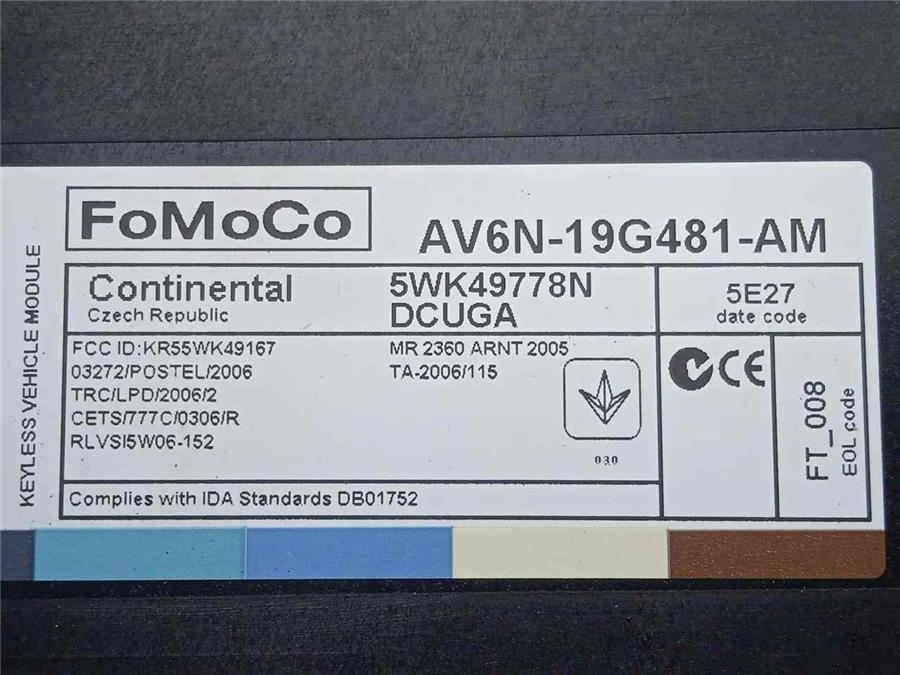 KEYLESS VEHICLE MODULE
FoMoCo
AV6N-19G481-AM
Continental
Czech Republic
5WK49778N
DCUGA
5E27
date code
FCC ID:KR55WK49167
03272/POSTEL/2006
TRC/LPD/2006/2
CETS/777C/0306/R
RLVSI5W06-152
MR 2360 ARNT 2005
TA-2006/115
030
CE
FT_008
EOL code
Complies with IDA Standards DB01752